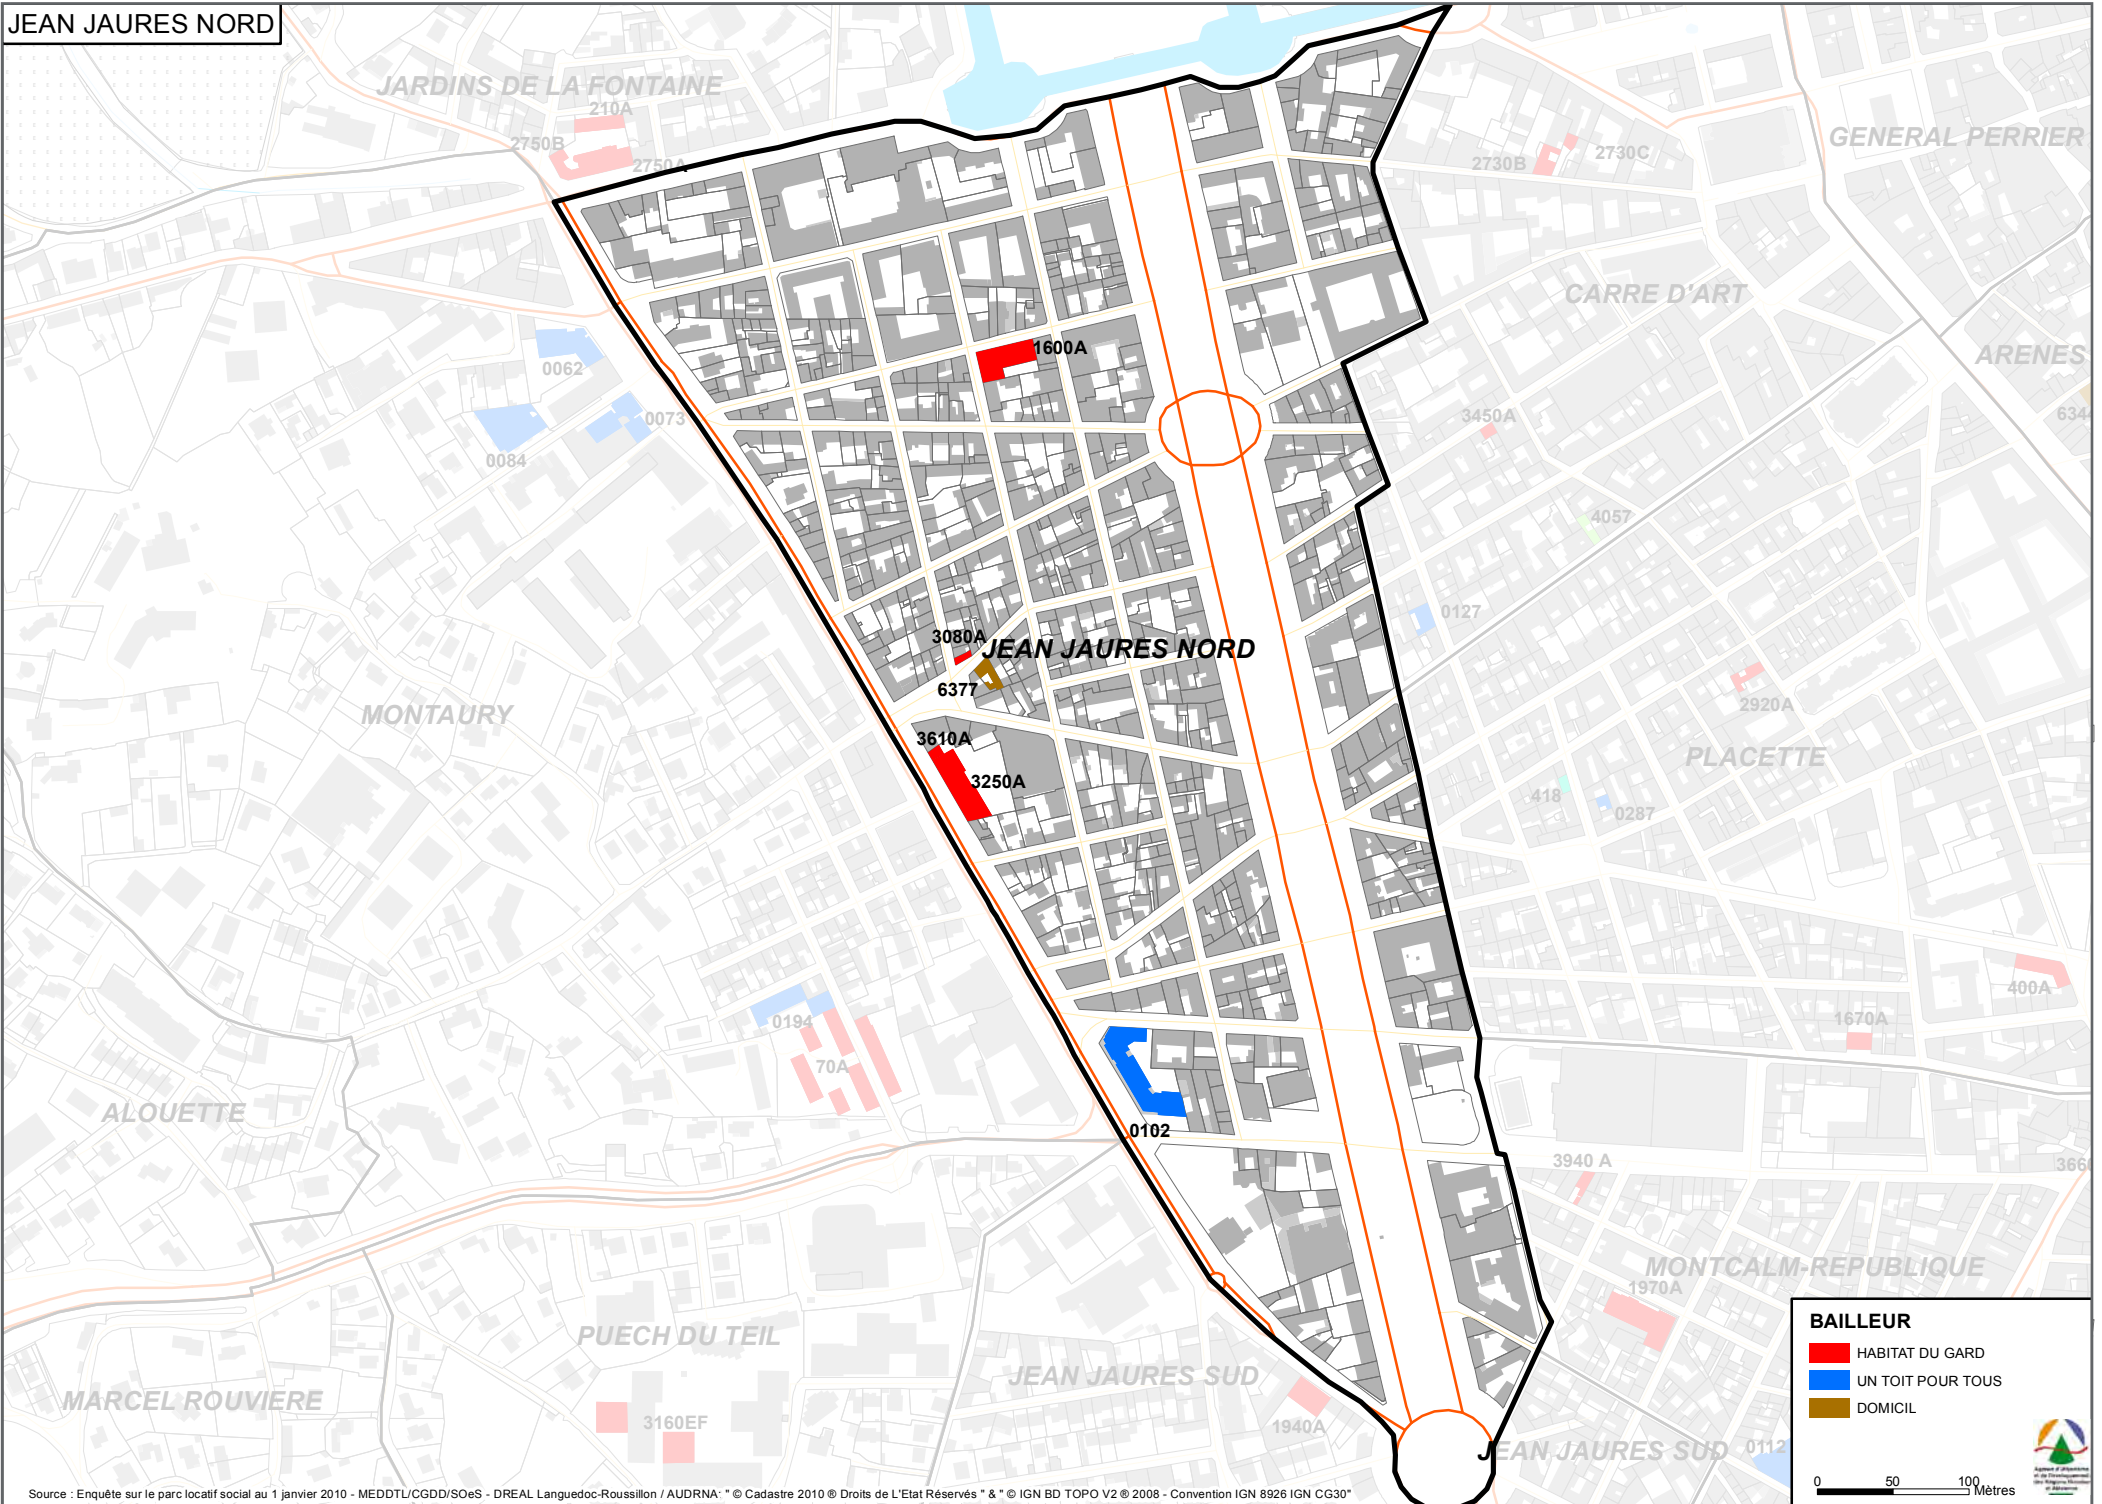 JEAN JAURES NORD
JARDINS DE LA FONTAINE
210A
2750B
2750A
GENERAL PERRIER
2730B
2730C
CARRE D'ART
ARENES
1600A
0062
0073
0084
3450A
634
4057
0127
3080A
JEAN JAURES NORD
6377
MONTAURY
2920A
3610A
PLACETTE
3250A
418
0287
400A
0194
1670A
70A
ALOUETTE
0102
3940 A
366
MONTCALM-REPUBLIQUE
1970A
PUECH DU TEIL
JEAN JAURES SUD
MARCEL ROUVIERE
3160EF
1940A
JEAN JAURES SUD
0112
BAILLEUR
HABITAT DU GARD
UN TOIT POUR TOUS
DOMICIL
0 50 100
Mètres
Source : Enquête sur le parc locatif social au 1 janvier 2010 - MEDDTL/CGDD/SOeS - DREAL Languedoc-Roussillon / AUDRNA: " © Cadastre 2010 ® Droits de L'Etat Réservés " & " © IGN BD TOPO V2 ® 2008 - Convention IGN 8926 IGN CG30"